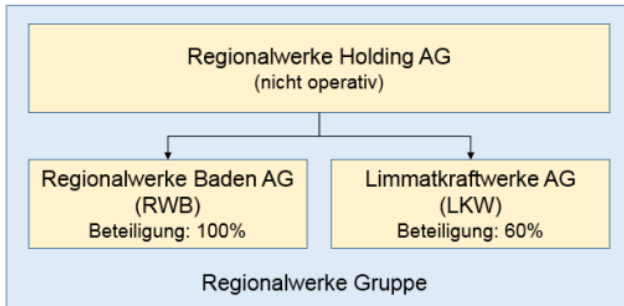 Regionalwerke Holding AG
(nicht operativ)
Regionalwerke Baden AG
(RWB)
Beteiligung: 100%
Limmatkraftwerke AG
(LKW)
Beteiligung: 60%
Regionalwerke Gruppe